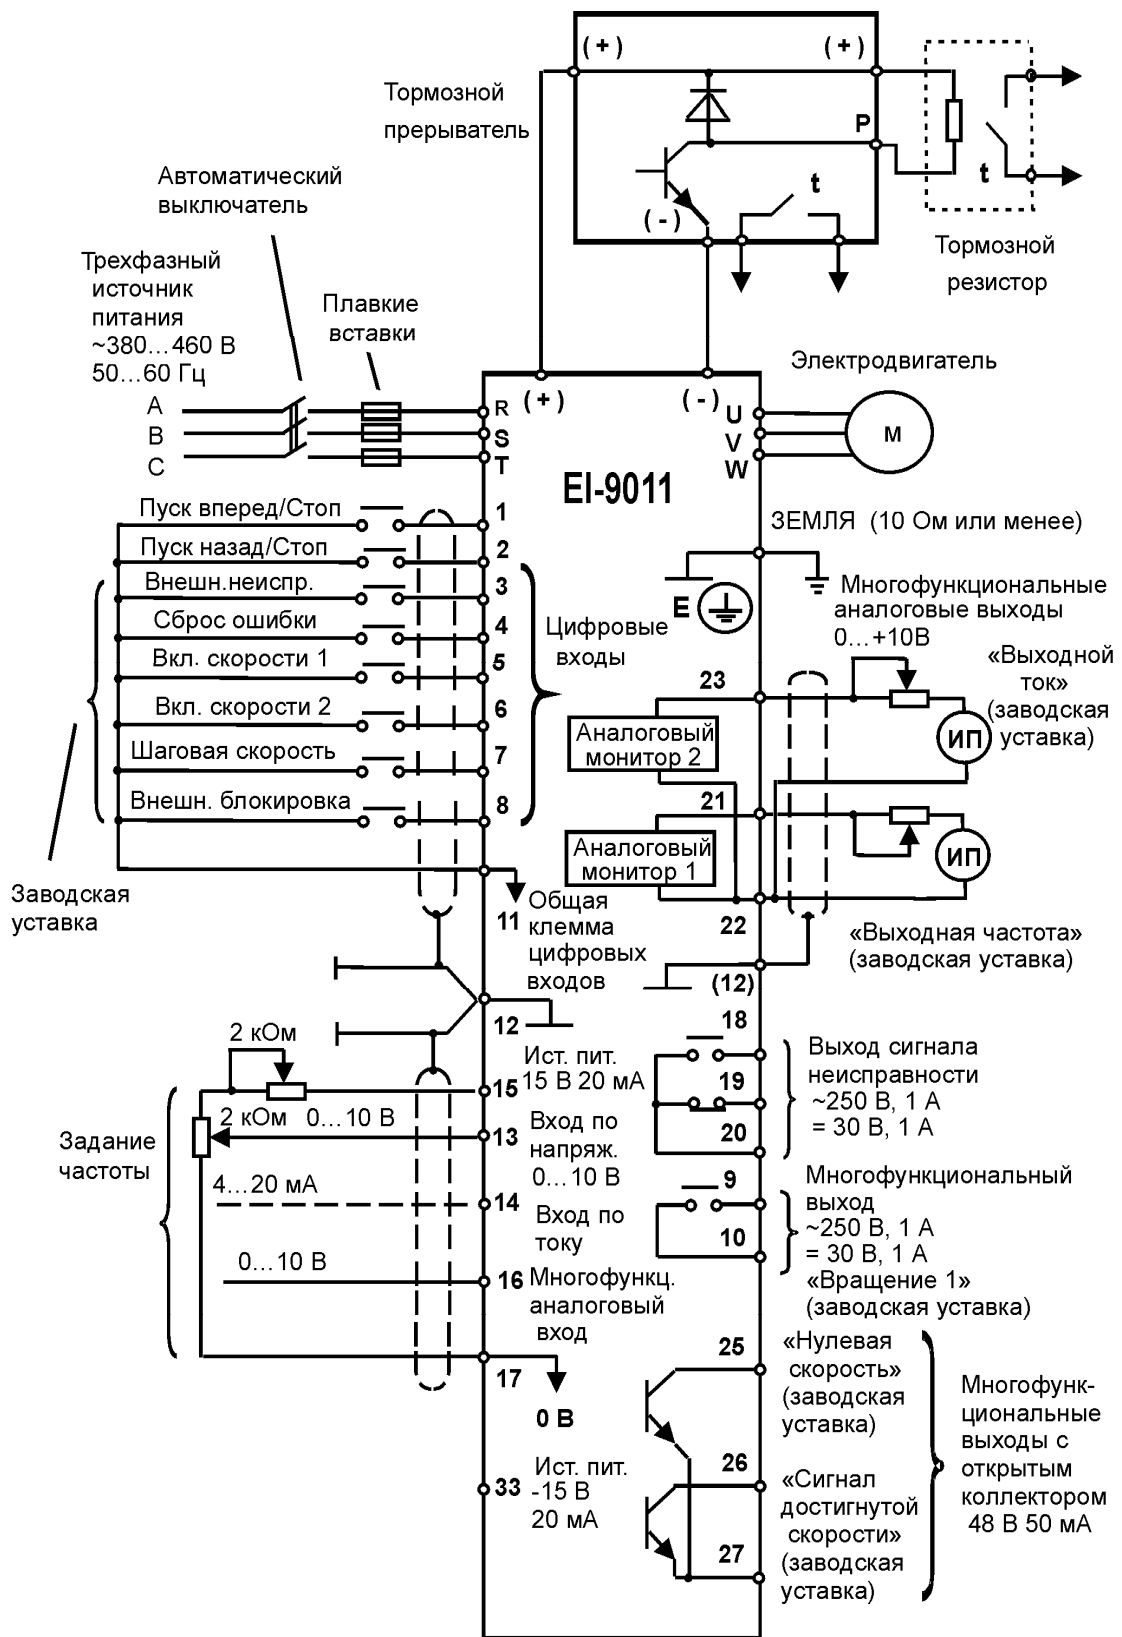 (+)
(+)
Тормозной
прерыватель
P
t
(-)
t
Тормозной
резистор
Автоматический
выключатель
Трехфазный
источник
питания
~380...460 В
50...60 Гц
Плавкие
вставки
Электродвигатель
(+)
(-)
A
B
C
R
S
T
U
V
W
М
EI-9011
Пуск вперед/Стоп
1
Пуск назад/Стоп
2
Внешн.неиспр.
3
Сброс ошибки
4
Вкл. скорости 1
5
Вкл. скорости 2
6
Шаговая скорость
7
Внешн. блокировка
8
Цифровые
входы
Заводская
уставка
11
Общая
клемма
цифровых
входов
ЗЕМЛЯ (10 Ом или менее)
E
Многофункциональные
аналоговые выходы
0...+10В
«Выходной
ток»
(заводская
уставка)
23
Аналоговый
монитор 2
ИП
21
Аналоговый
монитор 1
ИП
22
«Выходная частота»
(заводская уставка)
(12)
12
2 кОм
Ист. пит.
15 В 20 мА
15
2 кОм
0...10 В
13
Вход по
напряж.
0...10 В
Задание
частоты
4...20 мА
14
Вход по
току
0...10 В
16
Многофункц.
аналоговый
вход
17
0 В
33
Ист. пит.
-15 В
20 мА
18
19
20
Выход сигнала
неисправности
~250 В, 1 А
= 30 В, 1 А
9
10
Многофункциональный
выход
~250 В, 1 А
= 30 В, 1 А
«Вращение 1»
(заводская уставка)
25
«Нулевая
скорость»
(заводская
уставка)
26
«Сигнал
достигнутой
скорости»
(заводская
уставка)
27
Многофунк-
циональные
выходы с
открытым
коллектором
48 В 50 мА